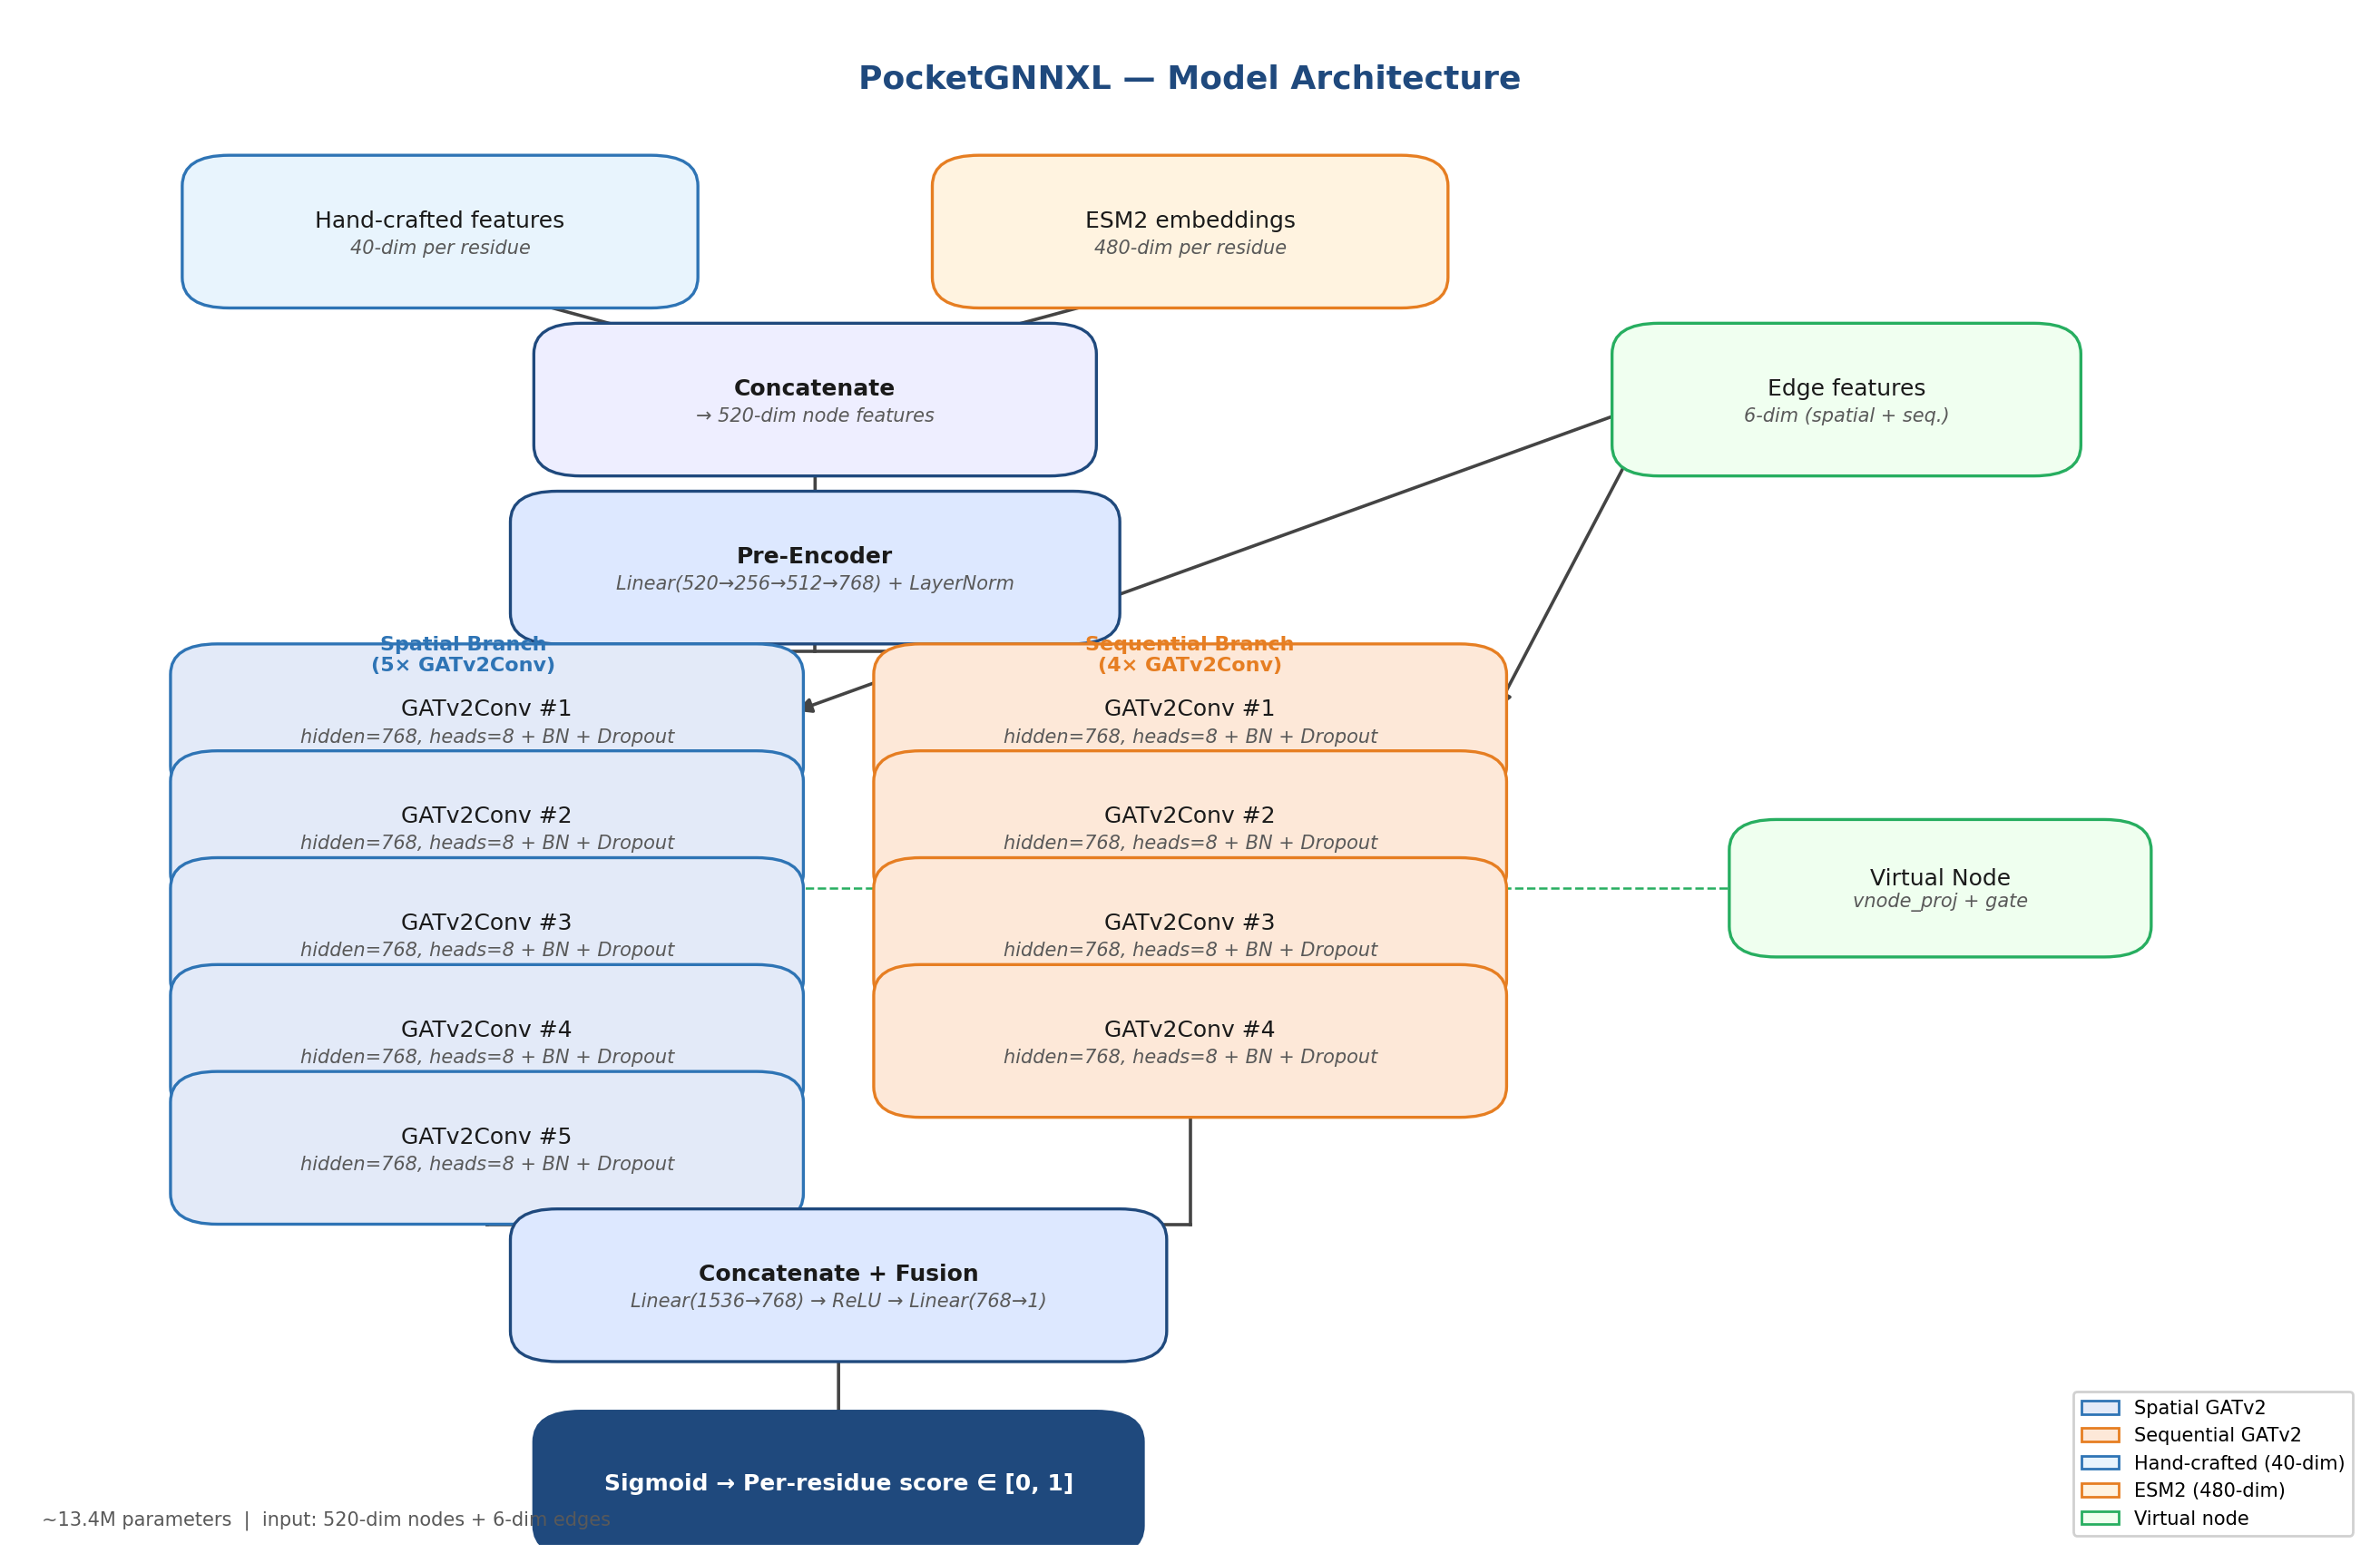 PocketGNNXL — Model Architecture
Hand-crafted features
40-dim per residue
ESM2 embeddings
480-dim per residue
Concatenate
→ 520-dim node features
Edge features
6-dim (spatial + seq.)
Pre-Encoder
Linear(520→256→512→768) + LayerNorm
Spatial Branch
(5× GATv2Conv)
GATv2Conv #1
hidden=768, heads=8 + BN + Dropout
GATv2Conv #2
hidden=768, heads=8 + BN + Dropout
GATv2Conv #3
hidden=768, heads=8 + BN + Dropout
GATv2Conv #4
hidden=768, heads=8 + BN + Dropout
GATv2Conv #5
hidden=768, heads=8 + BN + Dropout
Sequential Branch
(4× GATv2Conv)
GATv2Conv #1
hidden=768, heads=8 + BN + Dropout
GATv2Conv #2
hidden=768, heads=8 + BN + Dropout
GATv2Conv #3
hidden=768, heads=8 + BN + Dropout
GATv2Conv #4
hidden=768, heads=8 + BN + Dropout
Virtual Node
vnode_proj + gate
Concatenate + Fusion
Linear(1536→768) → ReLU → Linear(768→1)
Sigmoid → Per-residue score ∈ [0, 1]
~13.4M parameters | input: 520-dim nodes + 6-dim edges
Spatial GATv2
Sequential GATv2
Hand-crafted (40-dim)
ESM2 (480-dim)
Virtual node